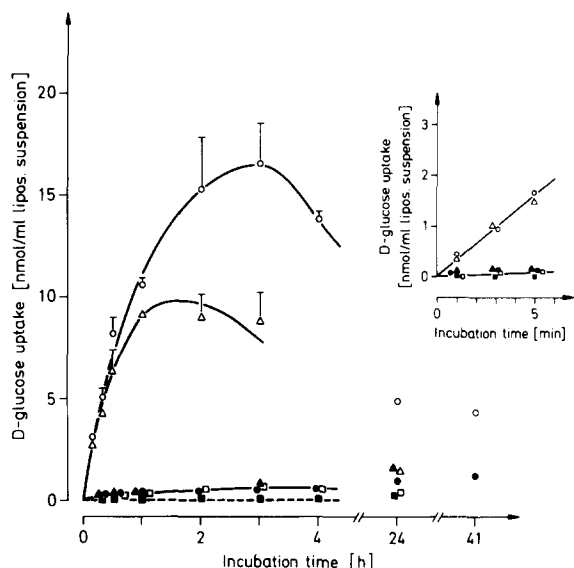 D-glucose uptake
[nmol/ml lipos. suspension]
20
15
10
5
0
0
2
4
24
41
Incubation time [h]
D-glucose uptake
[nmol/ml lipos. suspension]
3
2
1
0
0
5
Incubation time [min]